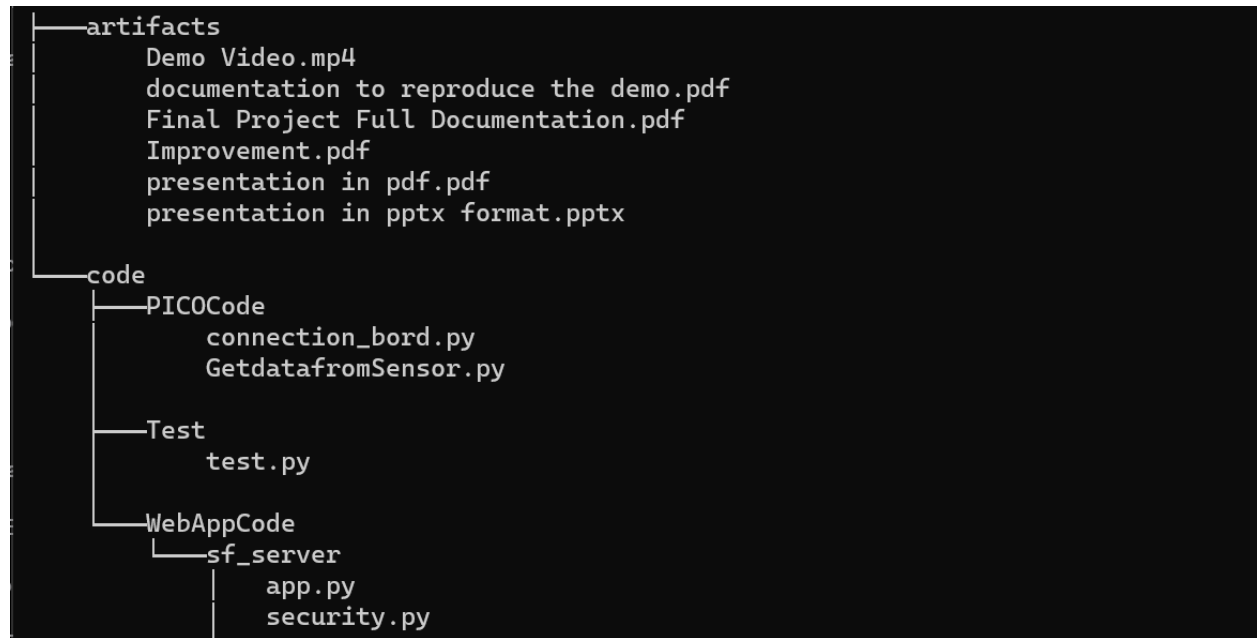 ├───artifacts
│       Demo Video.mp4
│       documentation to reproduce the demo.pdf
│       Final Project Full Documentation.pdf
│       Improvement.pdf
│       presentation in pdf.pdf
│       presentation in pptx format.pptx
│
└───code
    ├───PICOCode
    │       connection_bord.py
    │       GetdatafromSensor.py
    │
    ├───Test
    │       test.py
    │
    └───WebAppCode
        └───sf_server
            │   app.py
            │   security.py